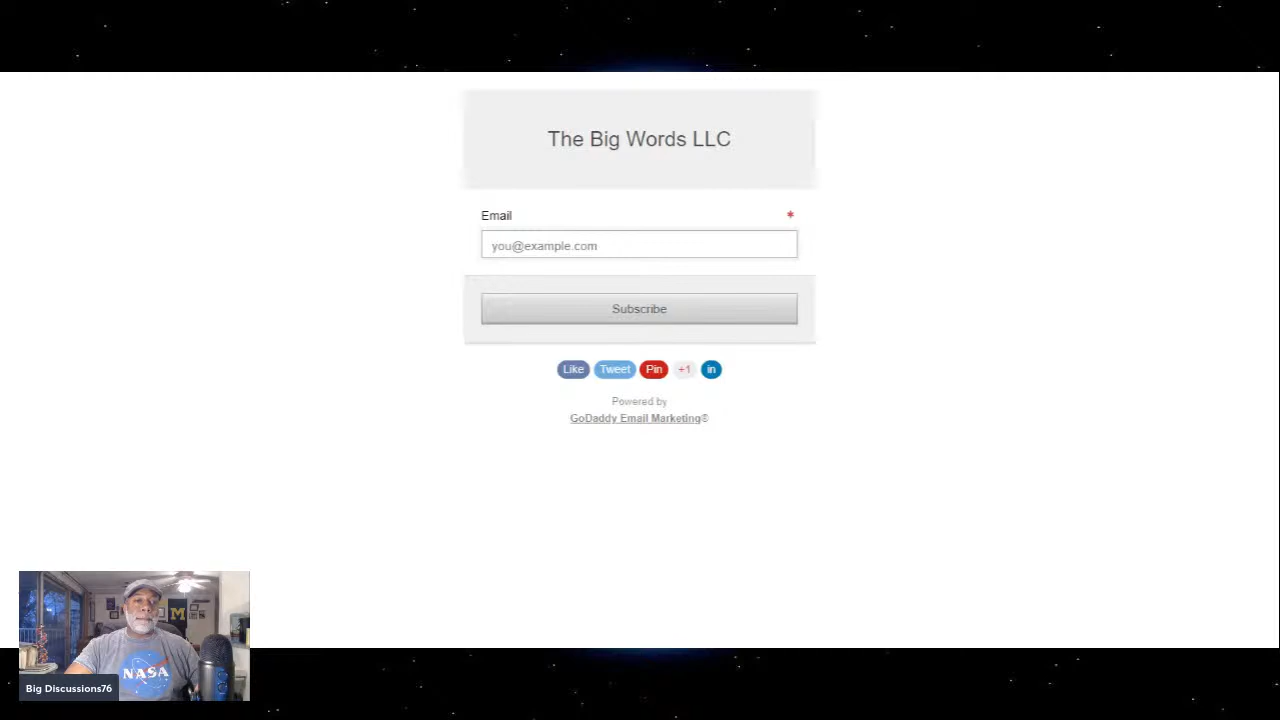 The Big Words LLC
Email *
you@example.com
Subscribe
Like Tweet Pin +1 in
Powered by
GoDaddy Email Marketing®
M
NASA
Big Discussions76